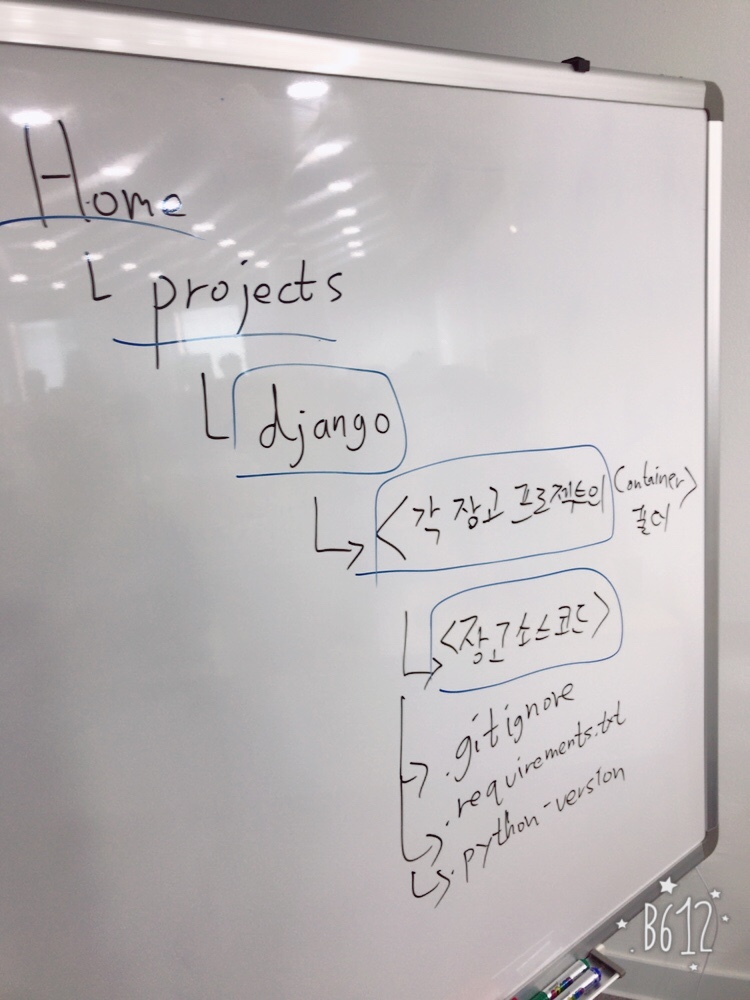 Home
└ projects
└ django
└> <각 장고 프로젝트의 Container>
폴더
└> <장고 소스코드>
.gitignore
.requirements.txt
.python-version
B612